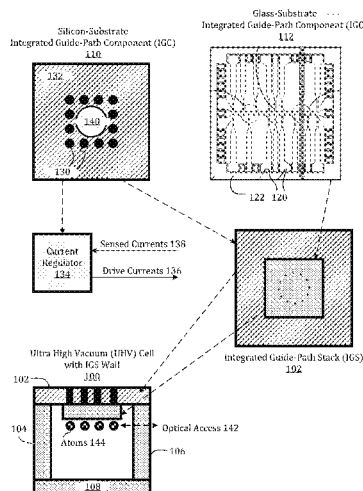 Silicon-Substrate
Integrated Guide-Path Component (IGC)
110
132
140
130
Glass-Substrate
Integrated Guide-Path Component (IGC
112
122
120
Current
Regulator
134
Sensed Currents 138
Drive Currents 136
Integrated Guide-Path Stack (IGS)
102
Ultra High Vacuum (UHV) Cell
with IGS Wall
100
102
104
Atoms 144
Optical Access 142
106
108